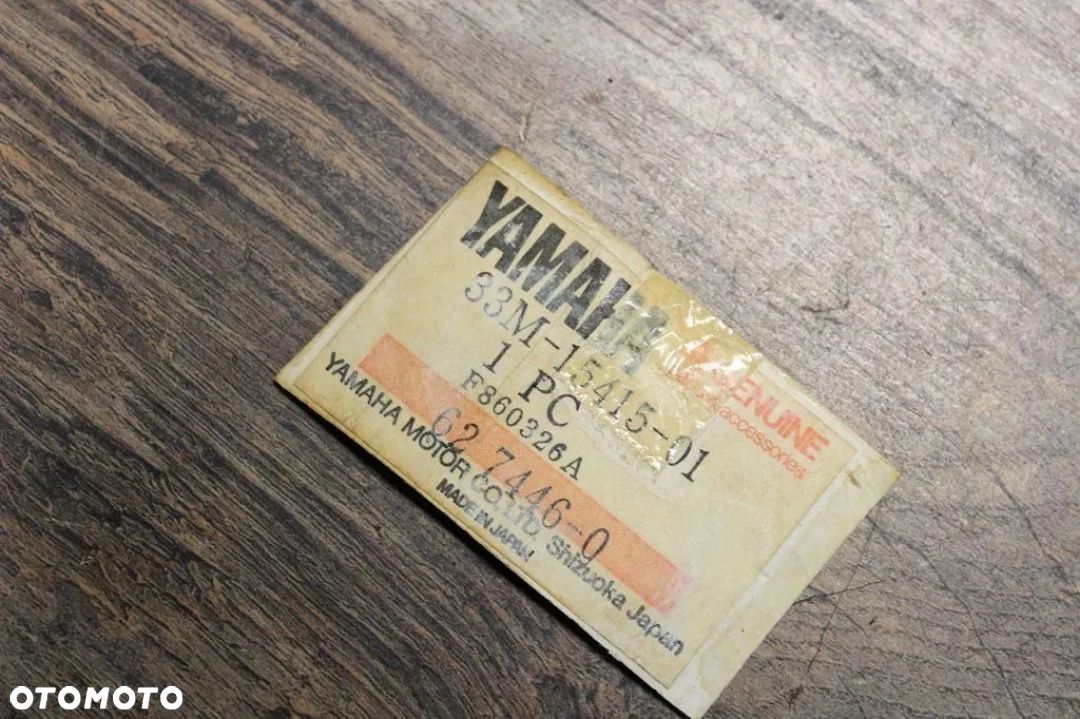 YAMAHA
GENUINE
parts & accessories
33M-15415-01
1 PC
F860326A
62 7446-0
YAMAHA MOTOR CO., LTD. Shizuoka Japan
MADE IN JAPAN
OTOMOTO